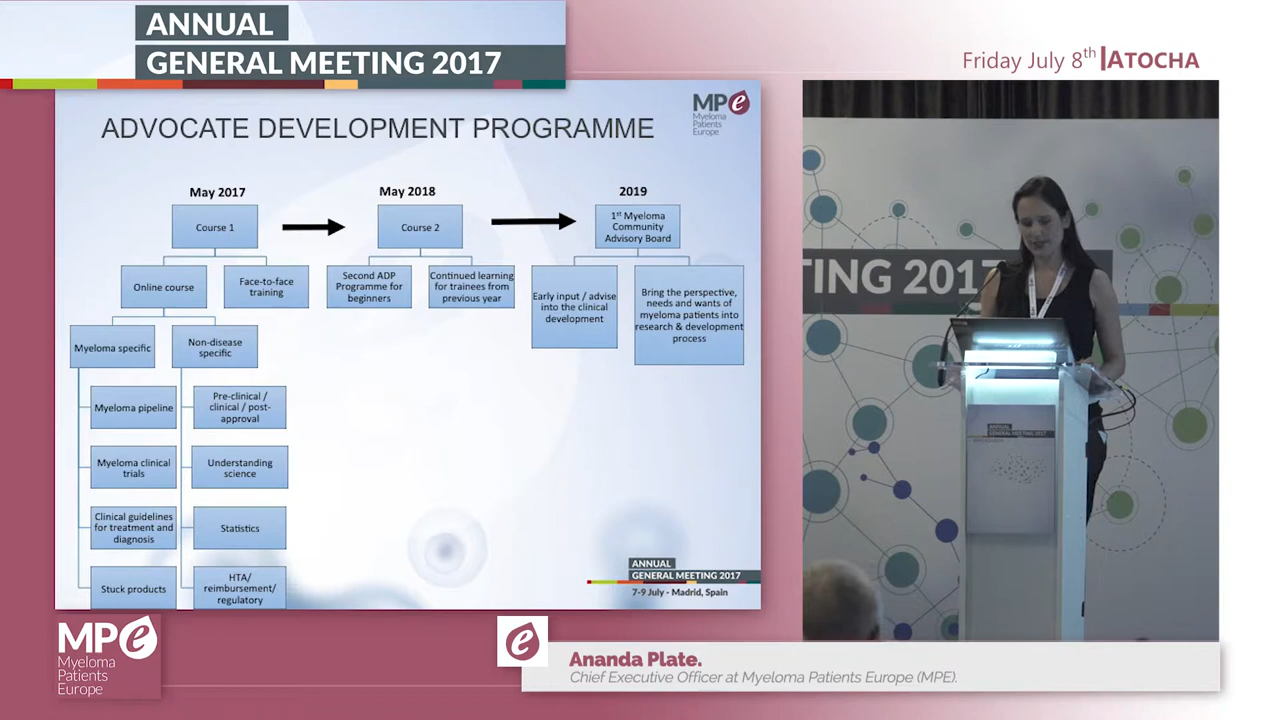 ANNUAL
GENERAL MEETING 2017
Friday July 8th | ATOCHA
MPe
Myeloma
Patients
Europe
ADVOCATE DEVELOPMENT PROGRAMME
May 2017
May 2018
2019
Course 1
Course 2
1st Myeloma
Community
Advisory Board
Online course
Face-to-face
training
Second ADP
Programme for
beginners
Continued learning
for trainees from
previous year
Early input / advise
into the clinical
development
Bring the perspective,
needs and wants of
myeloma patients into
research & development
process
Myeloma specific
Non-disease
specific
Myeloma pipeline
Pre-clinical /
clinical / post-
approval
Myeloma clinical
trials
Understanding
science
Clinical guidelines
for treatment and
diagnosis
Statistics
Stuck products
HTA/
reimbursement/
regulatory
ANNUAL
GENERAL MEETING 2017
7-9 July - Madrid, Spain
TING 2017
ANNUAL
GENERAL MEETING 2017
MPe
Myeloma
Patients
Europe
e
Ananda Plate.
Chief Executive Officer at Myeloma Patients Europe (MPE).